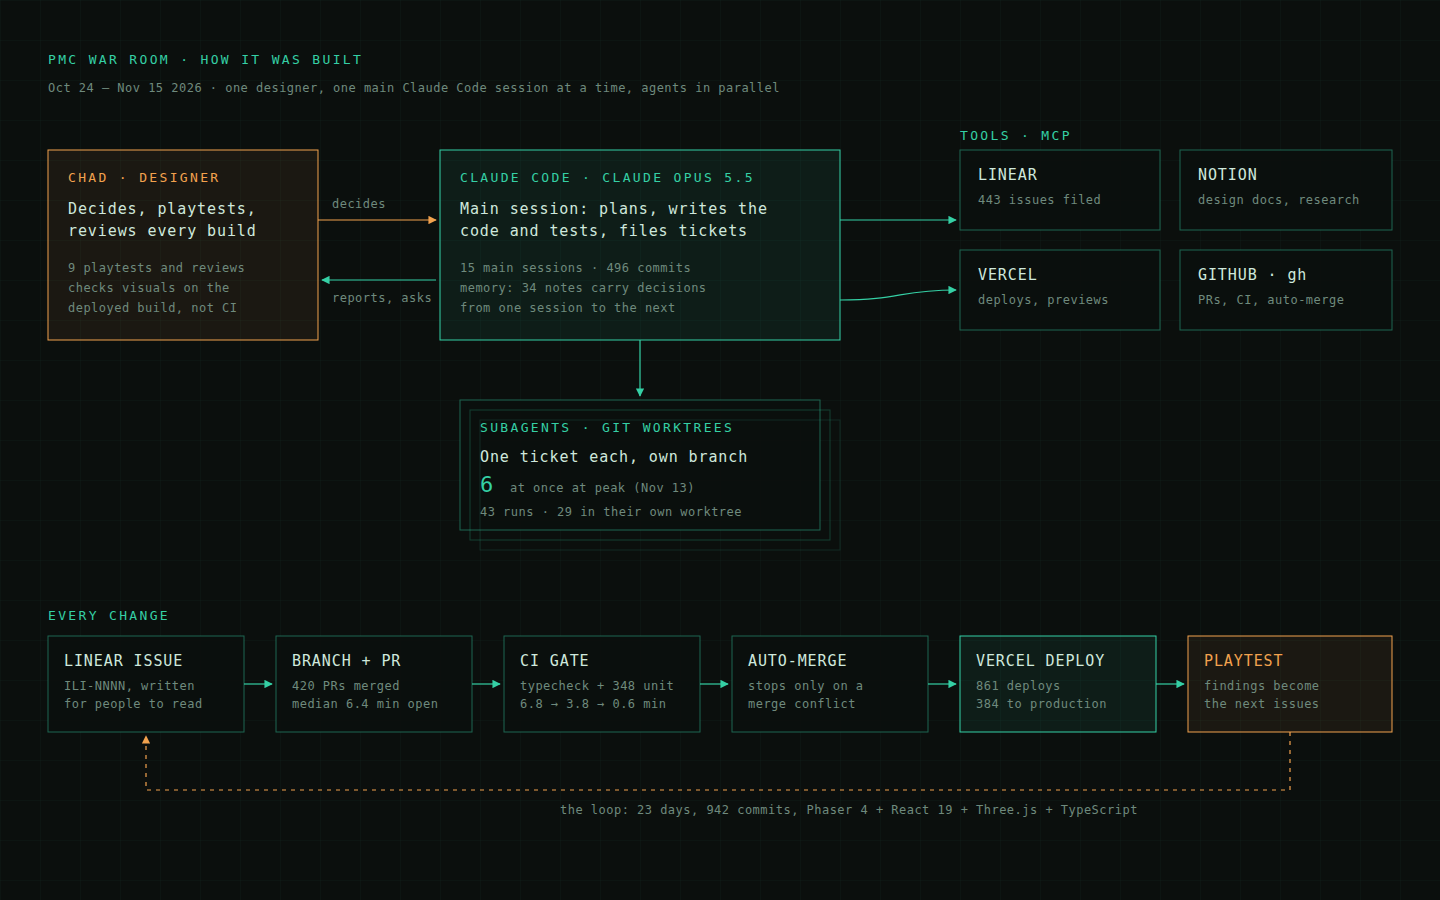 PMC WAR ROOM · HOW IT WAS BUILT
Oct 24 — Nov 15 2026 · one designer, one main Claude Code session at a time, agents in parallel
CHAD · DESIGNER
Decides, playtests,
reviews every build
9 playtests and reviews
checks visuals on the
deployed build, not CI
decides
reports, asks
CLAUDE CODE · CLAUDE OPUS 5.5
Main session: plans, writes the
code and tests, files tickets
15 main sessions · 496 commits
memory: 34 notes carry decisions
from one session to the next
TOOLS · MCP
LINEAR
443 issues filed
NOTION
design docs, research
VERCEL
deploys, previews
GITHUB · gh
PRs, CI, auto-merge
SUBAGENTS · GIT WORKTREES
One ticket each, own branch
6 at once at peak (Nov 13)
43 runs · 29 in their own worktree
EVERY CHANGE
LINEAR ISSUE
ILI-NNNN, written
for people to read
BRANCH + PR
420 PRs merged
median 6.4 min open
CI GATE
typecheck + 348 unit
6.8 → 3.8 → 0.6 min
AUTO-MERGE
stops only on a
merge conflict
VERCEL DEPLOY
861 deploys
384 to production
PLAYTEST
findings become
the next issues
the loop: 23 days, 942 commits, Phaser 4 + React 19 + Three.js + TypeScript